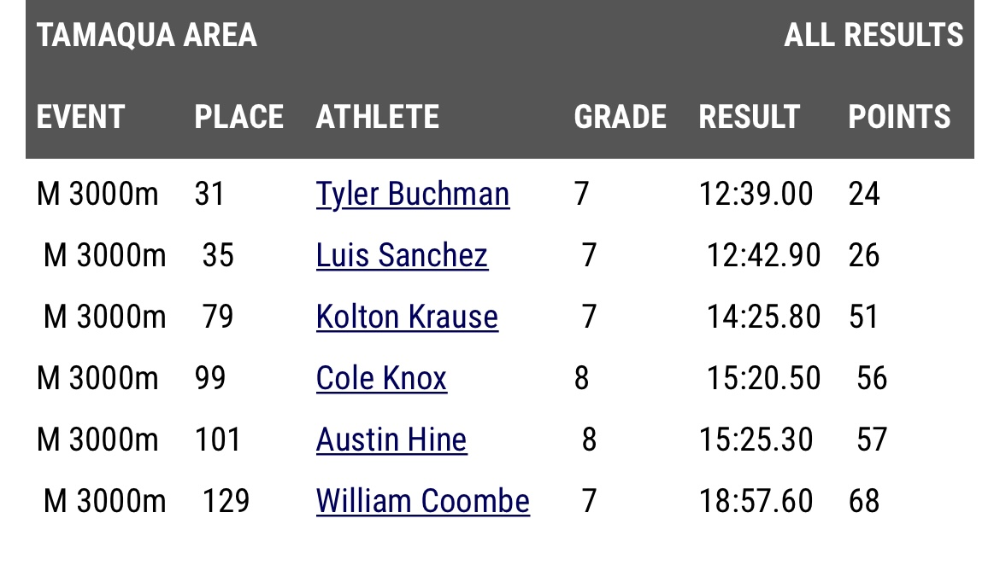 TAMAQUA AREA ALL RESULTS
EVENT PLACE ATHLETE GRADE RESULT POINTS
M 3000m 31 Tyler Buchman 7 12:39.00 24
M 3000m 35 Luis Sanchez 7 12:42.90 26
M 3000m 79 Kolton Krause 7 14:25.80 51
M 3000m 99 Cole Knox 8 15:20.50 56
M 3000m 101 Austin Hine 8 15:25.30 57
M 3000m 129 William Coombe 7 18:57.60 68